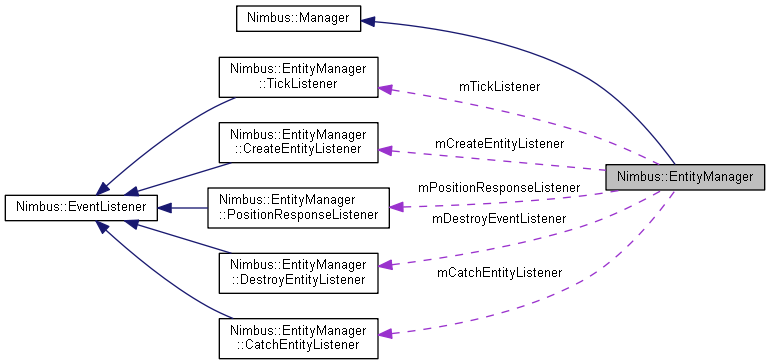 Nimbus::Manager
Nimbus::EntityManager
::TickListener
mTickListener
Nimbus::EntityManager
::CreateEntityListener
mCreateEntityListener
Nimbus::EntityManager
mPositionResponseListener
Nimbus::EventListener
Nimbus::EntityManager
::PositionResponseListener
mDestroyEventListener
Nimbus::EntityManager
::DestroyEntityListener
mCatchEntityListener
Nimbus::EntityManager
::CatchEntityListener